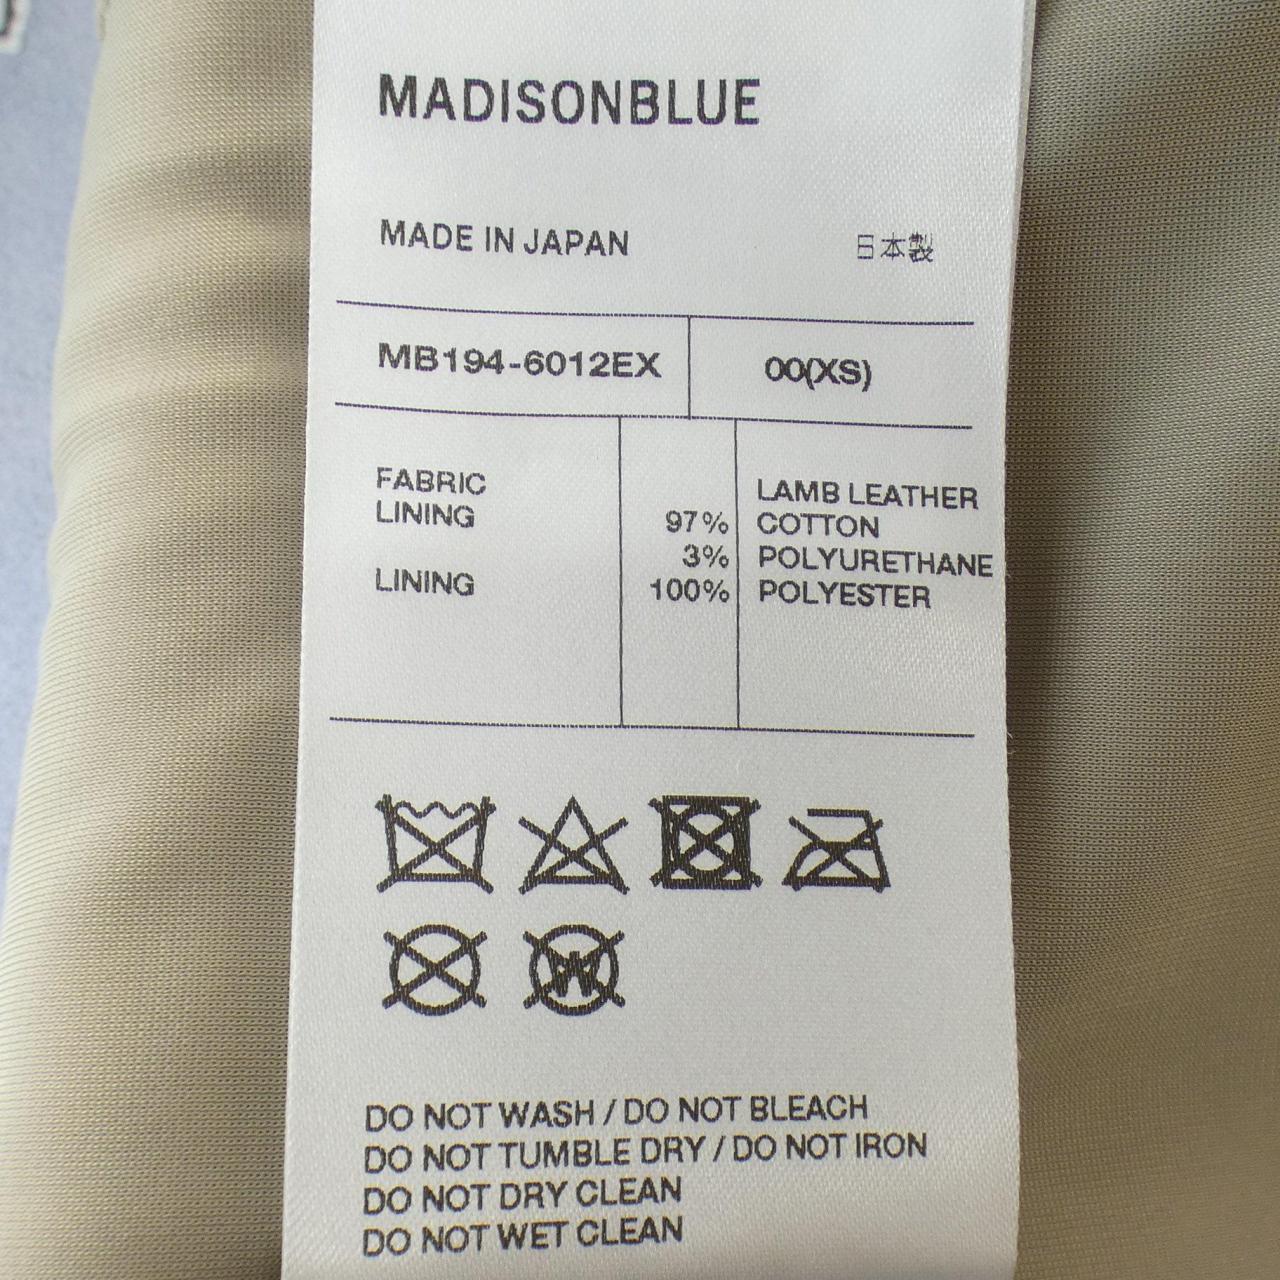 MADISONBLUE
MADE IN JAPAN 日本製
MB194-6012EX 00(XS)
FABRIC LAMB LEATHER
LINING 97% COTTON
3% POLYURETHANE
LINING 100% POLYESTER
W
DO NOT WASH / DO NOT BLEACH
DO NOT TUMBLE DRY / DO NOT IRON
DO NOT DRY CLEAN
DO NOT WET CLEAN